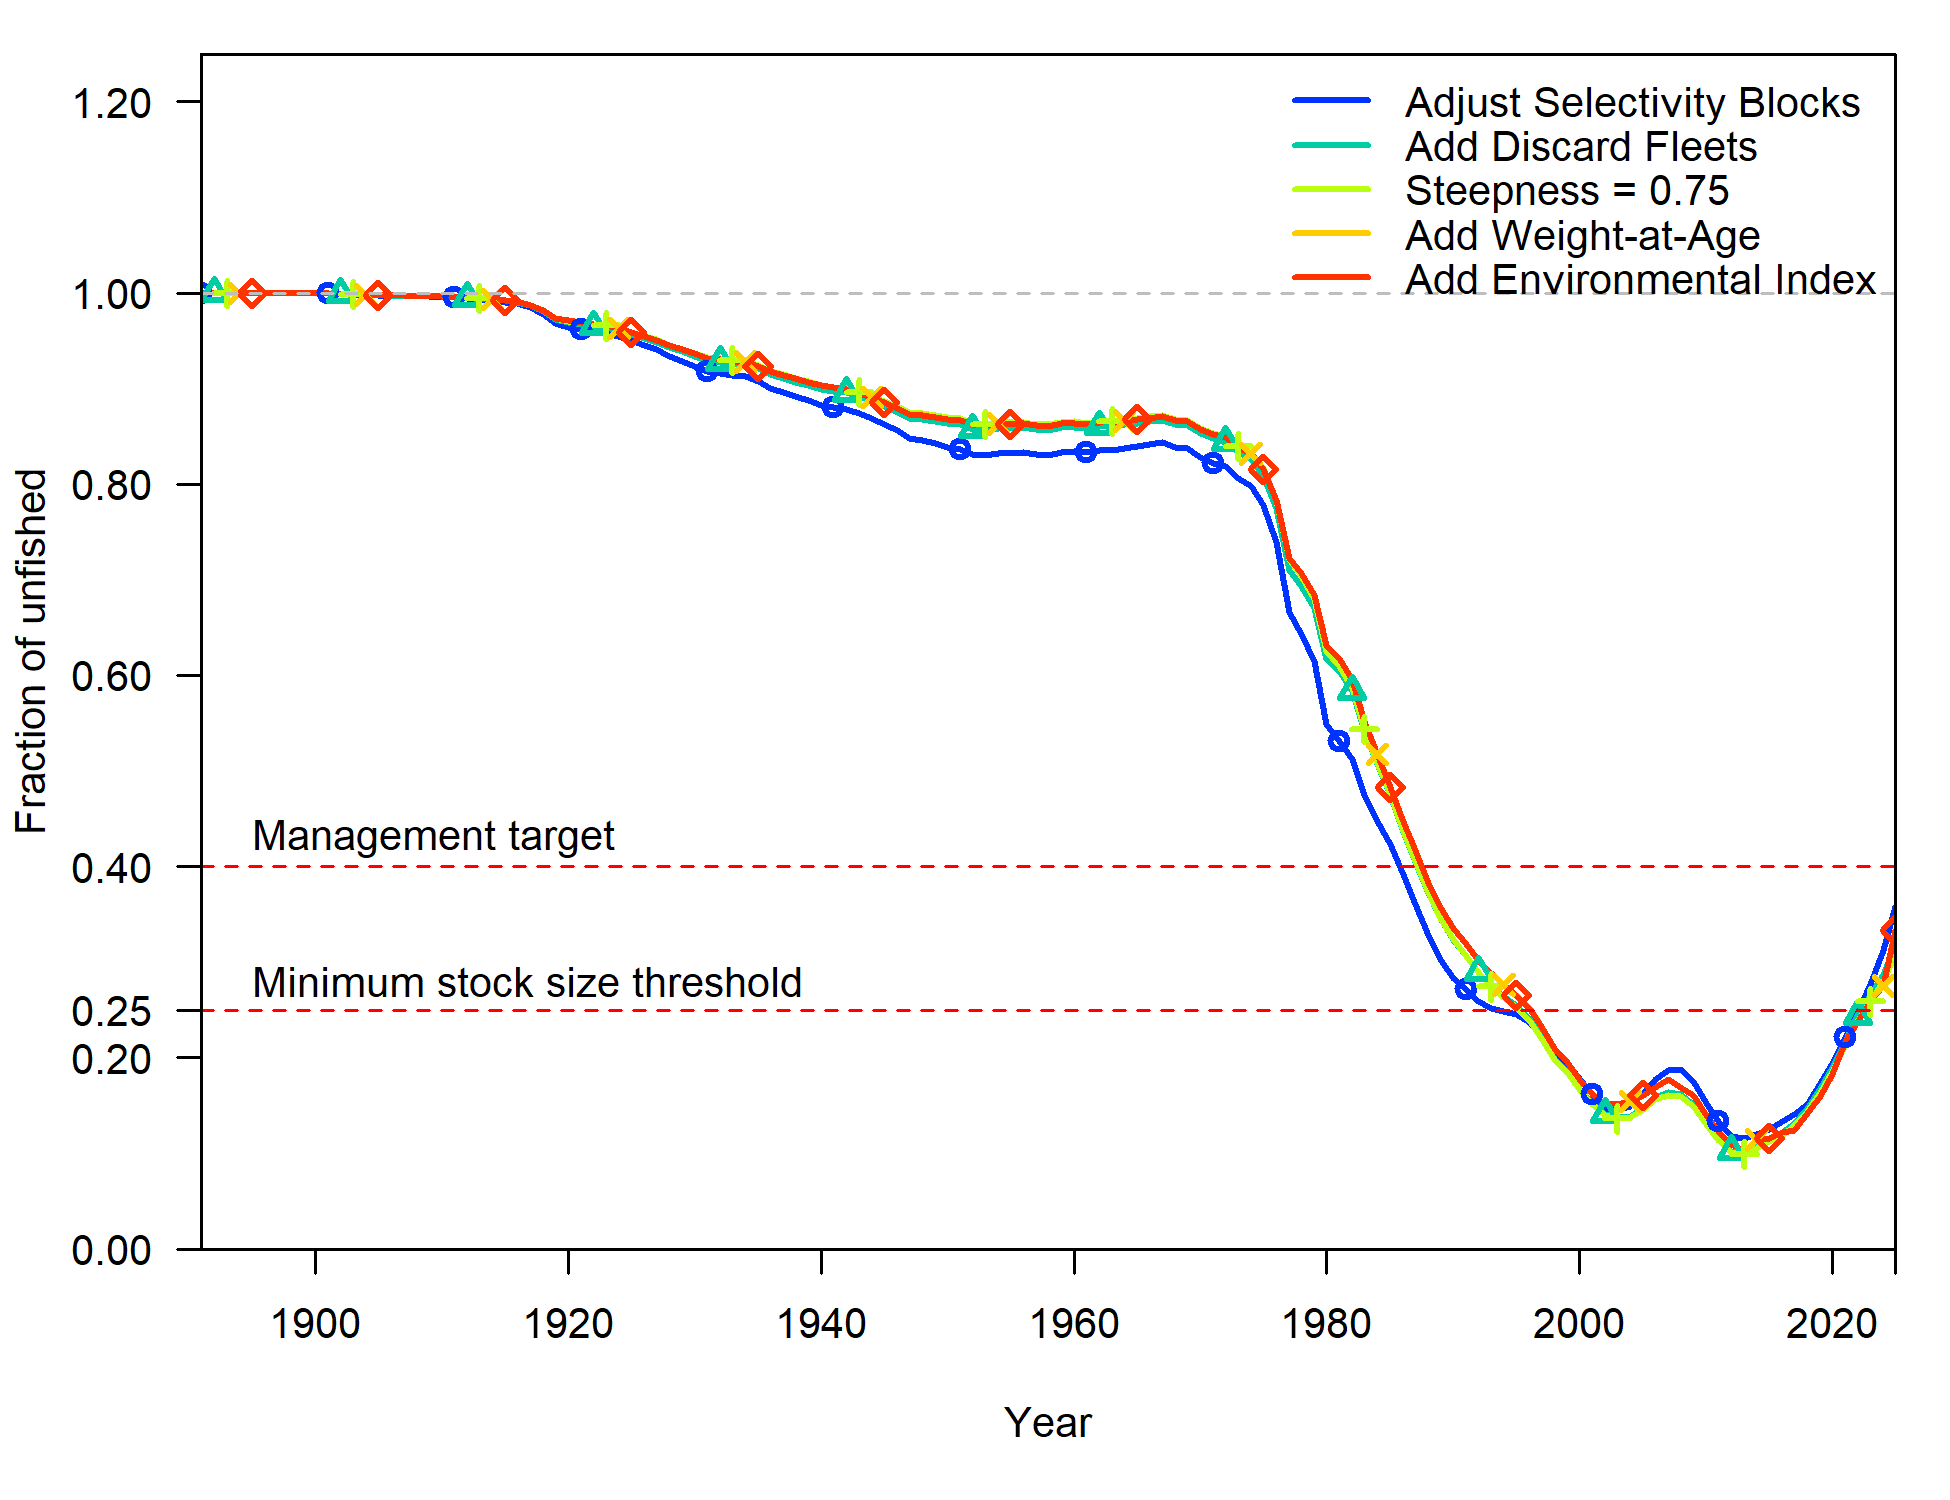 1.20
1.00
0.80
0.60
0.40
0.25
0.20
0.00
Fraction of unfished
Adjust Selectivity Blocks
Add Discard Fleets
Steepness = 0.75
Add Weight-at-Age
Add Environmental Index
Management target
Minimum stock size threshold
1900 1920 1940 1960 1980 2000 2020
Year